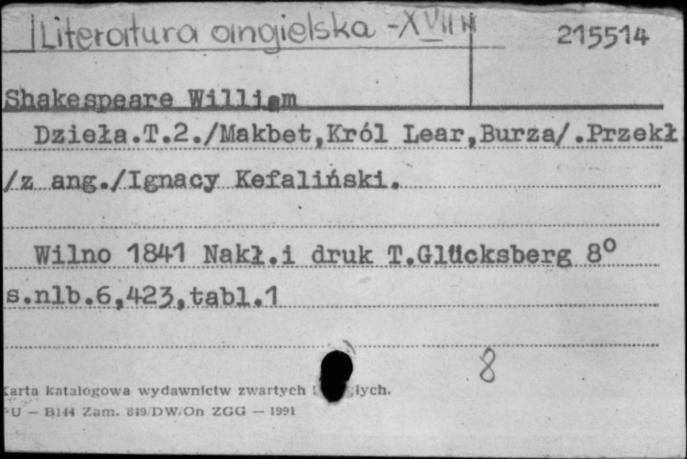 Literatura angielska - XVIII
215514
Shakespeare William
Dzieła.T.2./Makbet,Król Lear,Burza/.Przekł
/z ang./Ignacy Kefaliński.
Wilno 1841 Nakł.i druk T.Glücksberg 8°
s.nlb.6,423,tabl.1
8
Karta katalogowa wydawnictw zwartych
PU — B144 Zam. 819/DW/On ZGG — 1991